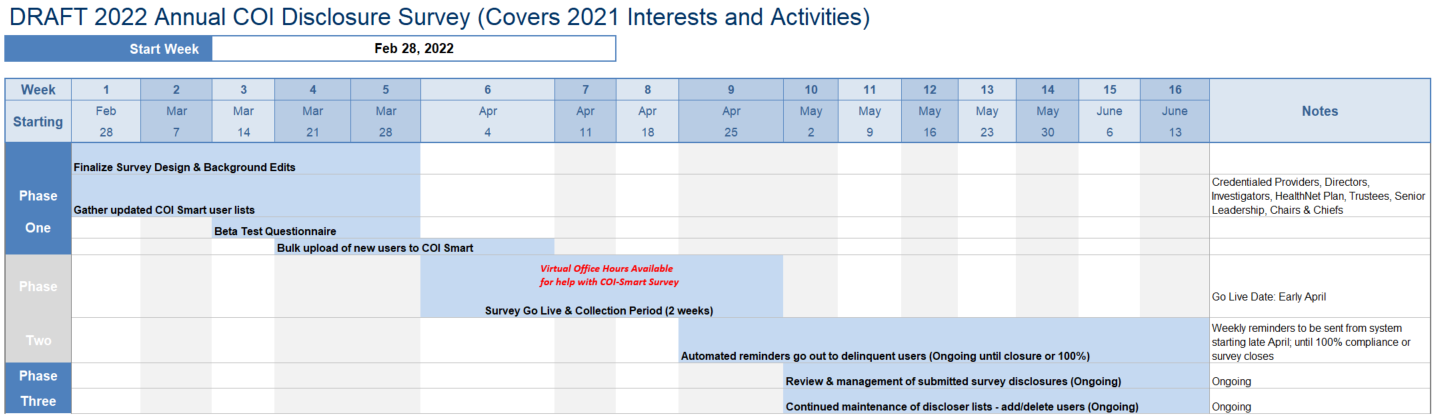 DRAFT 2022 Annual COI Disclosure Survey (Covers 2021 Interests and Activities)
Start Week Feb 28, 2022
Week 1 2 3 4 5 6 7 8 9 10 11 12 13 14 15 16
Starting Feb Mar Mar Mar Mar Apr Apr Apr Apr May May May May May June June Notes
28 7 14 21 28 4 11 18 25 2 9 16 23 30 6 13
Phase
One
Finalize Survey Design & Background Edits
Gather updated COI Smart user lists
Credentialed Providers, Directors,
Investigators, HealthNet Plan, Trustees, Senior
Leadership, Chairs & Chiefs
Beta Test Questionnaire
Bulk upload of new users to COI Smart
Phase
Two
Virtual Office Hours Available
for help with COI-Smart Survey
Survey Go Live & Collection Period (2 weeks)
Go Live Date: Early April
Automated reminders go out to delinquent users (Ongoing until closure or 100%)
Weekly reminders to be sent from system
starting late April; until 100% compliance or
survey closes
Phase
Three
Review & management of submitted survey disclosures (Ongoing)
Ongoing
Continued maintenance of discloser lists - add/delete users (Ongoing)
Ongoing